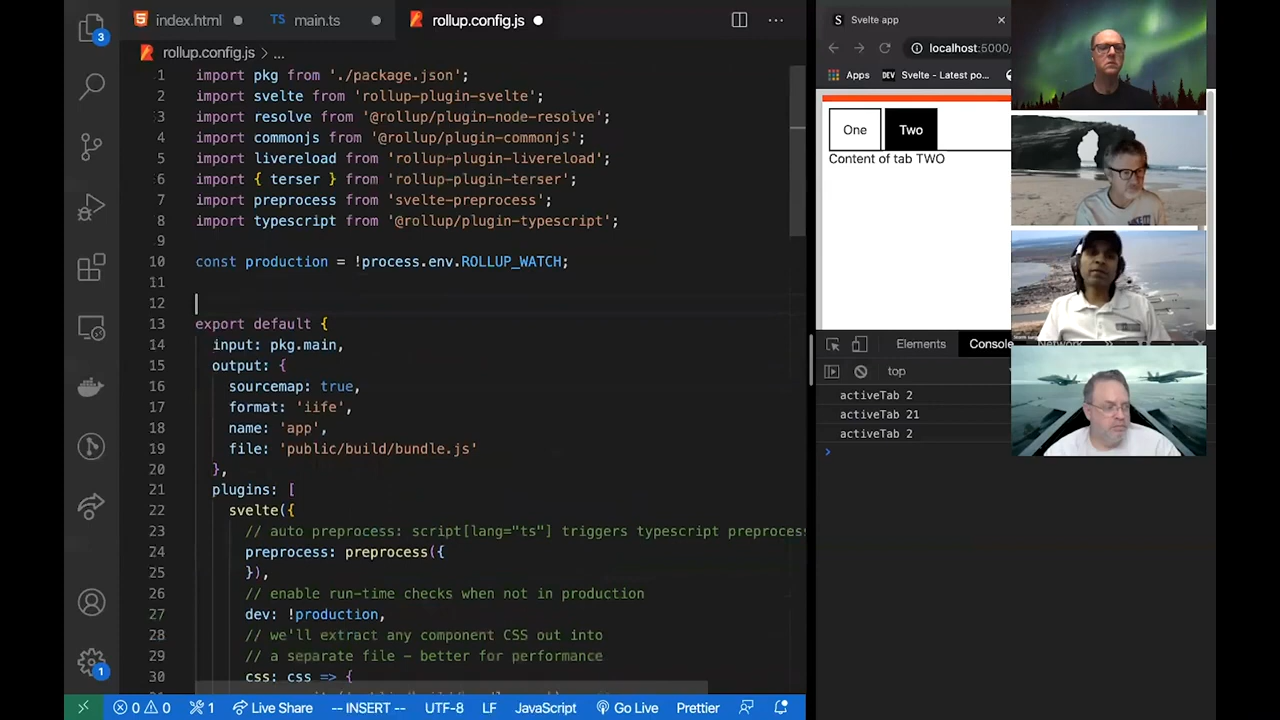 index.html
TS main.ts
rollup.config.js
rollup.config.js > ...
3
1 import pkg from './package.json';
2 import svelte from 'rollup-plugin-svelte';
3 import resolve from '@rollup/plugin-node-resolve';
4 import commonjs from '@rollup/plugin-commonjs';
5 import livereload from 'rollup-plugin-livereload';
6 import { terser } from 'rollup-plugin-terser';
7 import preprocess from 'svelte-preprocess';
8 import typescript from '@rollup/plugin-typescript';
9
10 const production = !process.env.ROLLUP_WATCH;
11
12
13 export default {
14 input: pkg.main,
15 output: {
16 sourcemap: true,
17 format: 'iife',
18 name: 'app',
19 file: 'public/build/bundle.js'
20 },
21 plugins: [
22 svelte({
23 // auto preprocess: script[lang="ts"] triggers typescript preprocess
24 preprocess: preprocess({
25 }),
26 // enable run-time checks when not in production
27 dev: !production,
28 // we'll extract any component CSS out into
29 // a separate file – better for performance
30 css: css => {
1
0 0 1 Live Share -- INSERT -- UTF-8 LF JavaScript Go Live Prettier
S Svelte app
localhost:5000/
Apps DEV Svelte - Latest po...
One Two
Content of tab TWO
Elements Console Network
top
activeTab 2
activeTab 21
activeTab 2